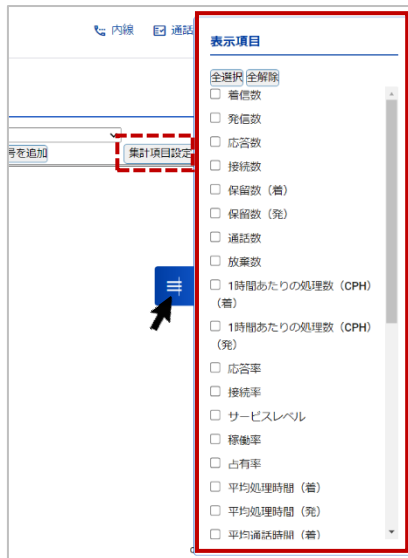 内線
通話
表示項目
全選択 全解除
着信数
発信数
応答数
号を追加
集計項目設定
接続数
保留数（着）
保留数（発）
通話数
放棄数
1時間あたりの処理数（CPH）
（着）
1時間あたりの処理数（CPH）
（発）
応答率
接続率
サービスレベル
稼働率
占有率
平均処理時間（着）
平均処理時間（発）
平均通話時間（着）